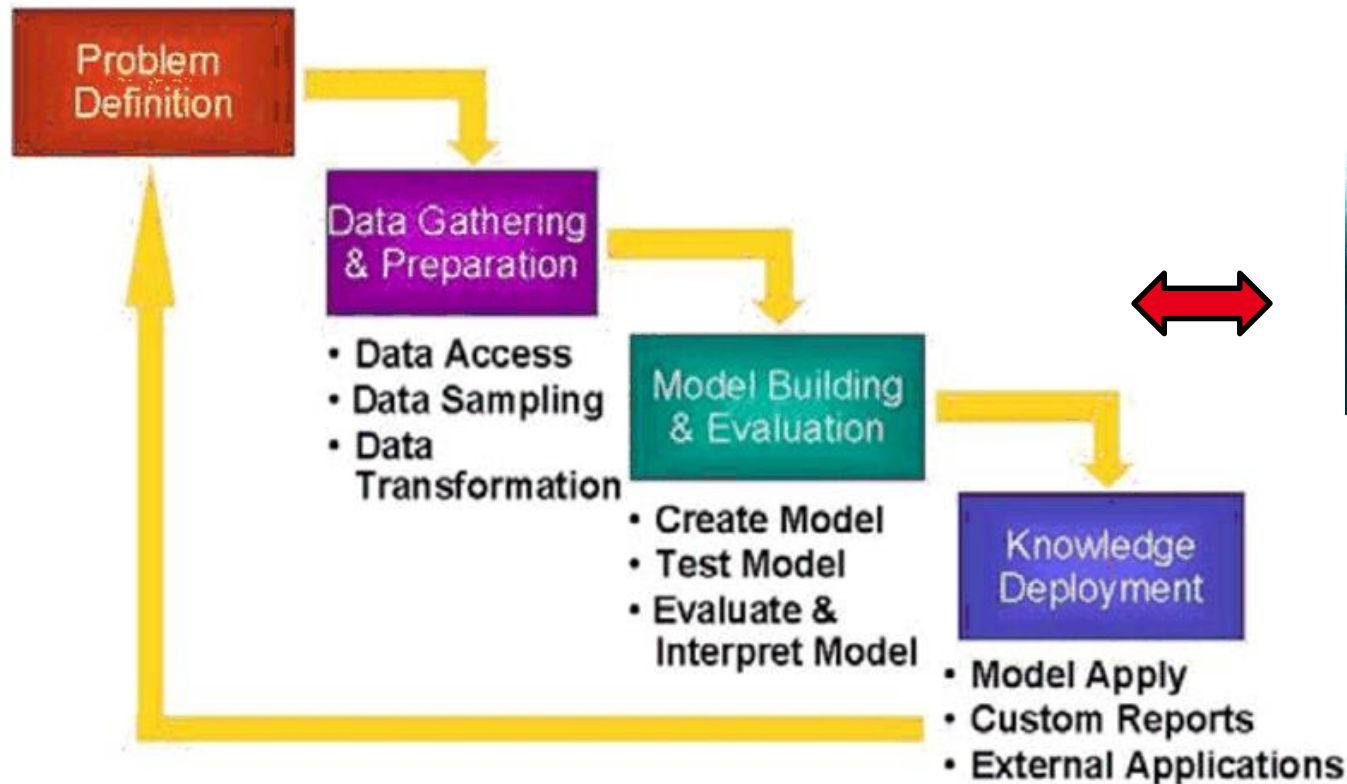 Problem
Definition
Data Gathering
& Preparation
• Data Access
• Data Sampling
• Data
Transformation
Model Building
& Evaluation
• Create Model
• Test Model
• Evaluate &
Interpret Model
Knowledge
Deployment
• Model Apply
• Custom Reports
• External Applications